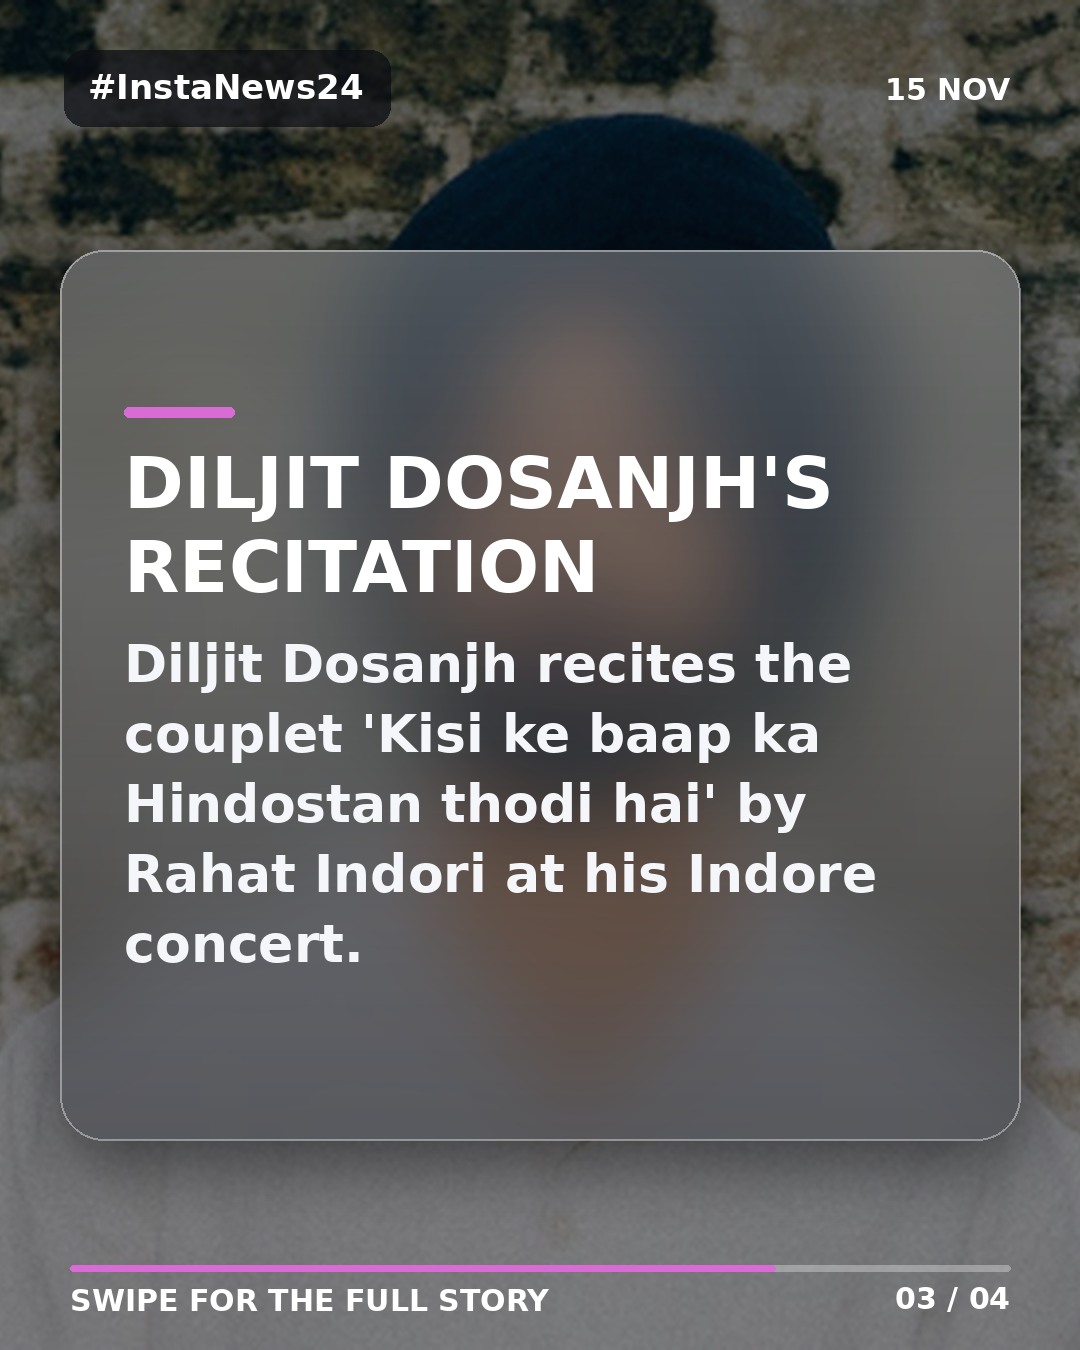 #InstaNews24
15 NOV
DILJIT DOSANJH'S
RECITATION
Diljit Dosanjh recites the
couplet 'Kisi ke baap ka
Hindostan thodi hai' by
Rahat Indori at his Indore
concert.
SWIPE FOR THE FULL STORY
03 / 04